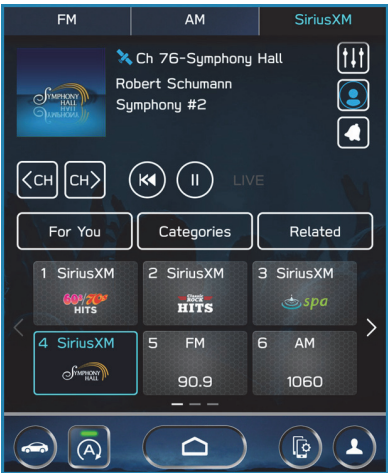 FM AM SiriusXM
Ch 76-Symphony Hall
Robert Schumann
Symphony #2
SYMPHONY
HALL
<CH CH> LIVE
For You Categories Related
1 SiriusXM 2 SiriusXM 3 SiriusXM
60s/70s HITS
Classic ROCK HITS
spa
4 SiriusXM 5 FM 6 AM
SYMPHONY HALL
90.9 1060
A